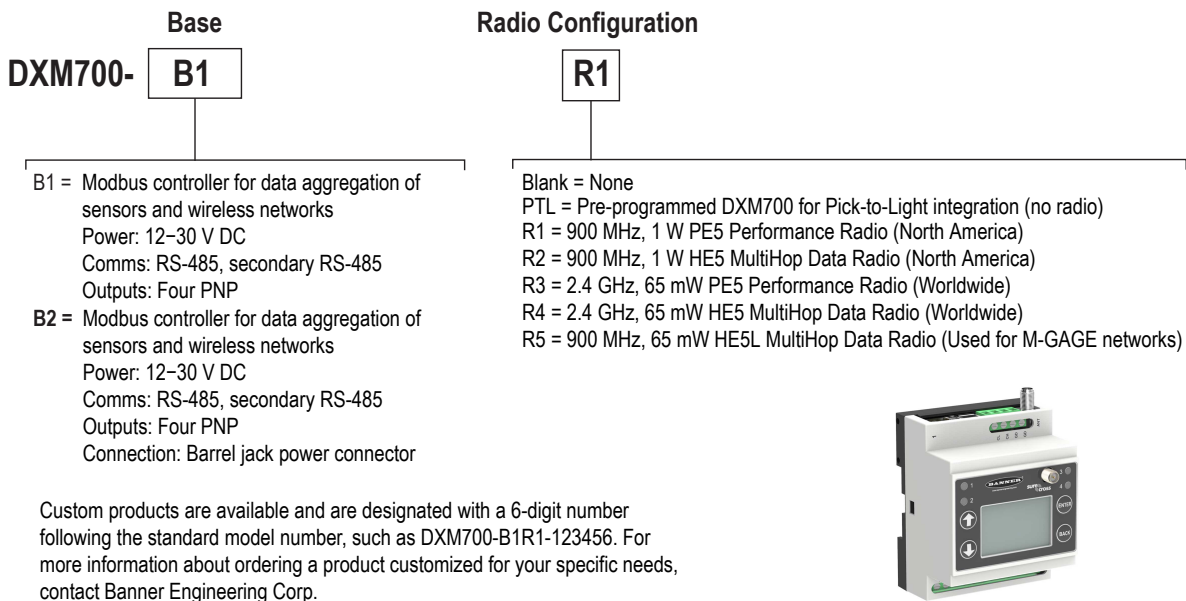 Base
Radio Configuration
DXM700- B1
R1
B1 = Modbus controller for data aggregation of
sensors and wireless networks
Power: 12−30 V DC
Comms: RS-485, secondary RS-485
Outputs: Four PNP
B2 = Modbus controller for data aggregation of
sensors and wireless networks
Power: 12−30 V DC
Comms: RS-485, secondary RS-485
Outputs: Four PNP
Connection: Barrel jack power connector
Blank = None
PTL = Pre-programmed DXM700 for Pick-to-Light integration (no radio)
R1 = 900 MHz, 1 W PE5 Performance Radio (North America)
R2 = 900 MHz, 1 W HE5 MultiHop Data Radio (North America)
R3 = 2.4 GHz, 65 mW PE5 Performance Radio (Worldwide)
R4 = 2.4 GHz, 65 mW HE5 MultiHop Data Radio (Worldwide)
R5 = 900 MHz, 65 mW HE5L MultiHop Data Radio (Used for M-GAGE networks)
Custom products are available and are designated with a 6-digit number
following the standard model number, such as DXM700-B1R1-123456. For
more information about ordering a product customized for your specific needs,
contact Banner Engineering Corp.
BANNER
1
2
3
4
ENTER
BACK